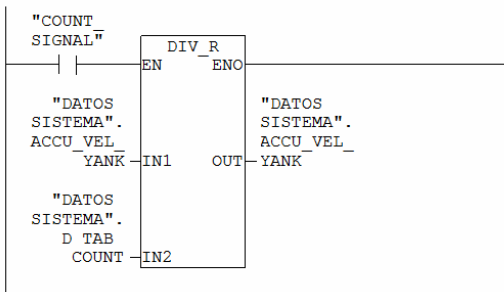 "COUNT_
SIGNAL"
DIV_R
EN ENO
"DATOS
SISTEMA".
ACCU_VEL_
YANK IN1
"DATOS
SISTEMA".
ACCU_VEL_
OUT YANK
"DATOS
SISTEMA".
D TAB
COUNT IN2